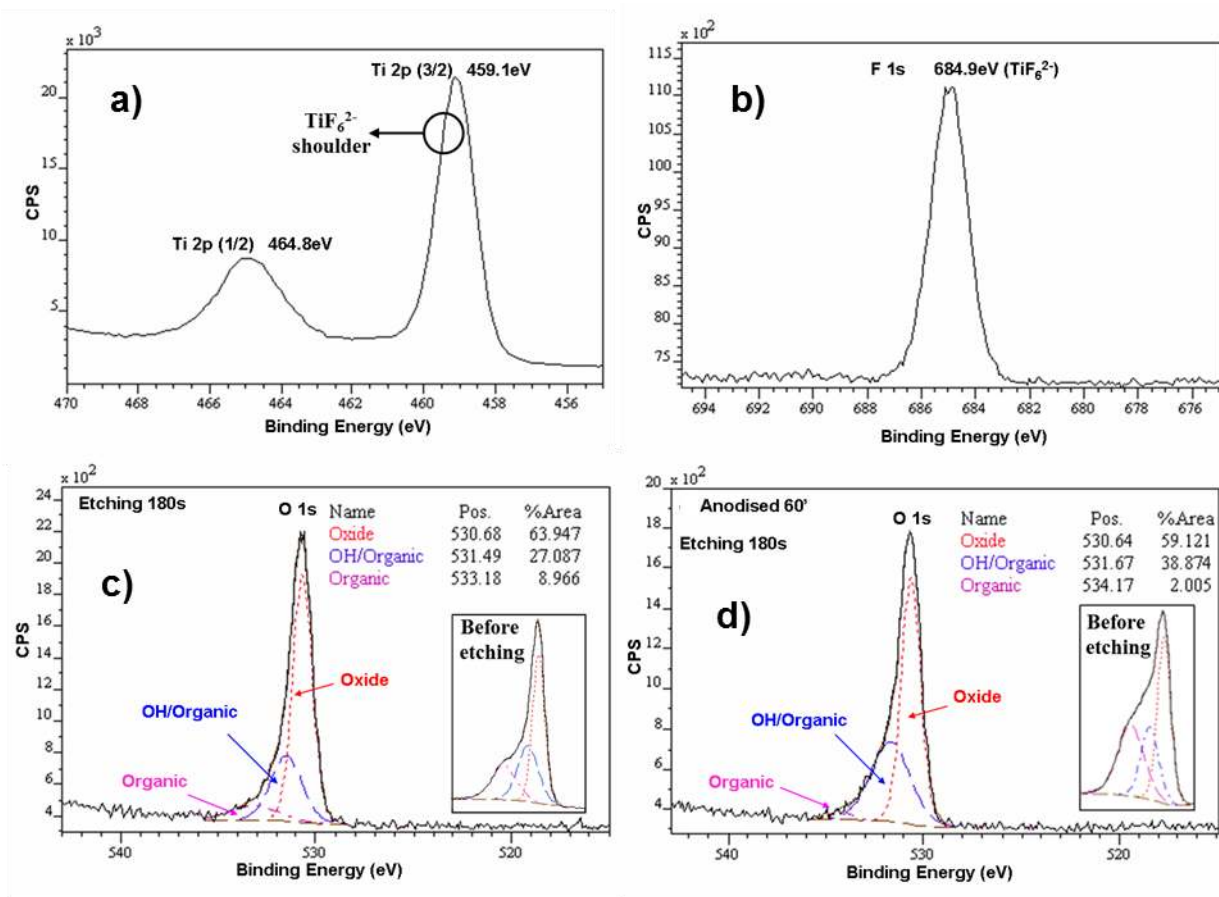 x 10³
a)
Ti 2p (3/2) 459.1eV
TiF₆²⁻
shoulder
Ti 2p (1/2) 464.8eV
20
15
10
5
CPS
470 468 466 464 462 460 458 456
Binding Energy (eV)
x 10²
b)
F 1s 684.9eV (TiF₆²⁻)
115
110
105
100
95
90
85
80
75
CPS
694 692 690 688 686 684 682 680 678 676
Binding Energy (eV)
c)
x 10²
Etching 180s
O 1s
Name Pos. %Area
Oxide 530.68 63.947
OH/Organic 531.49 27.087
Organic 533.18 8.966
24
22
20
18
16
14
12
10
8
6
4
CPS
Before
etching
Oxide
OH/Organic
Organic
540 530 520
Binding Energy (eV)
x 10²
Anodised 60'
Etching 180s
O 1s
Name Pos. %Area
Oxide 530.64 59.121
OH/Organic 531.67 38.874
Organic 534.17 2.005
d)
20
18
16
14
12
10
8
6
4
CPS
Before
etching
Oxide
OH/Organic
Organic
540 530 520
Binding Energy (eV)